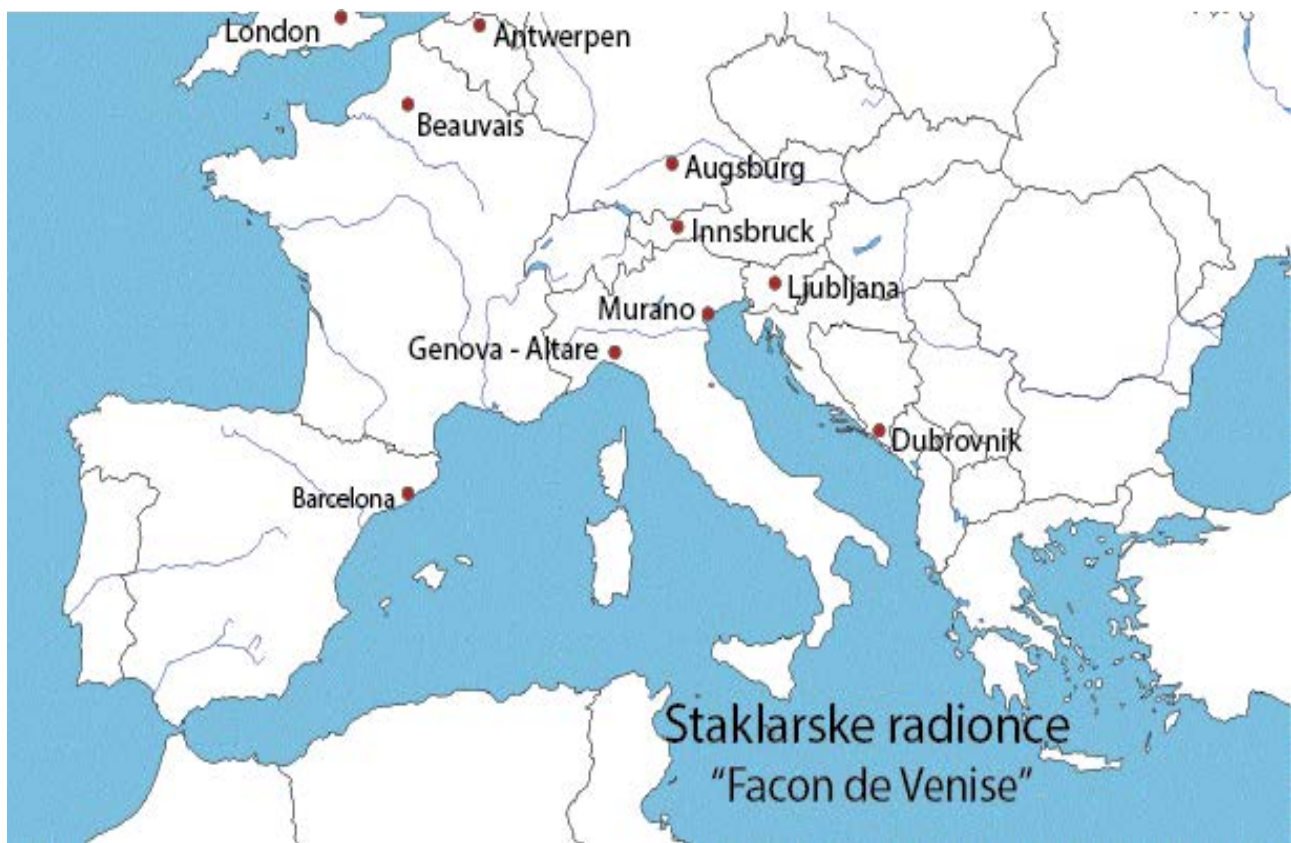 London
Antwerpen
Beauvais
Augsburg
Innsbruck
Ljubljana
Murano
Genova - Altare
Dubrovnik
Barcelona
Staklarske radionce
“Facon de Venise”